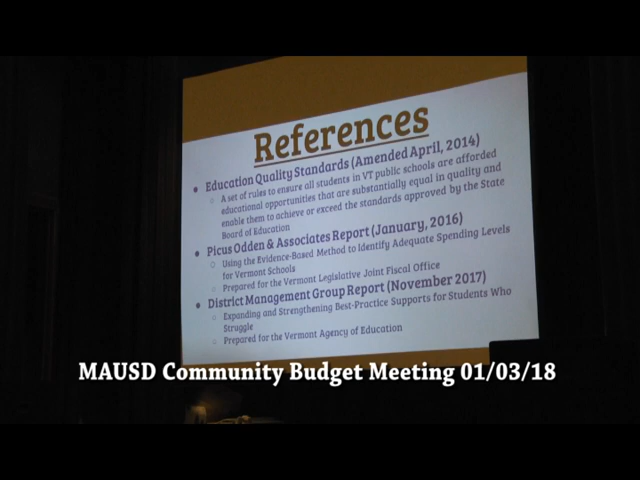 References
• Education Quality Standards (Amended April, 2014)
○ A set of rules to ensure all students in VT public schools are afforded
educational opportunities that are substantially equal in quality and
enable them to achieve or exceed the standards approved by the State
Board of Education
• Picus Odden & Associates Report (January, 2016)
○ Using the Evidence-Based Method to Identify Adequate Spending Levels
for Vermont Schools
○ Prepared for the Vermont Legislative Joint Fiscal Office
• District Management Group Report (November 2017)
○ Expanding and Strengthening Best-Practice Supports for Students Who
Struggle
○ Prepared for the Vermont Agency of Education
MAUSD Community Budget Meeting 01/03/18